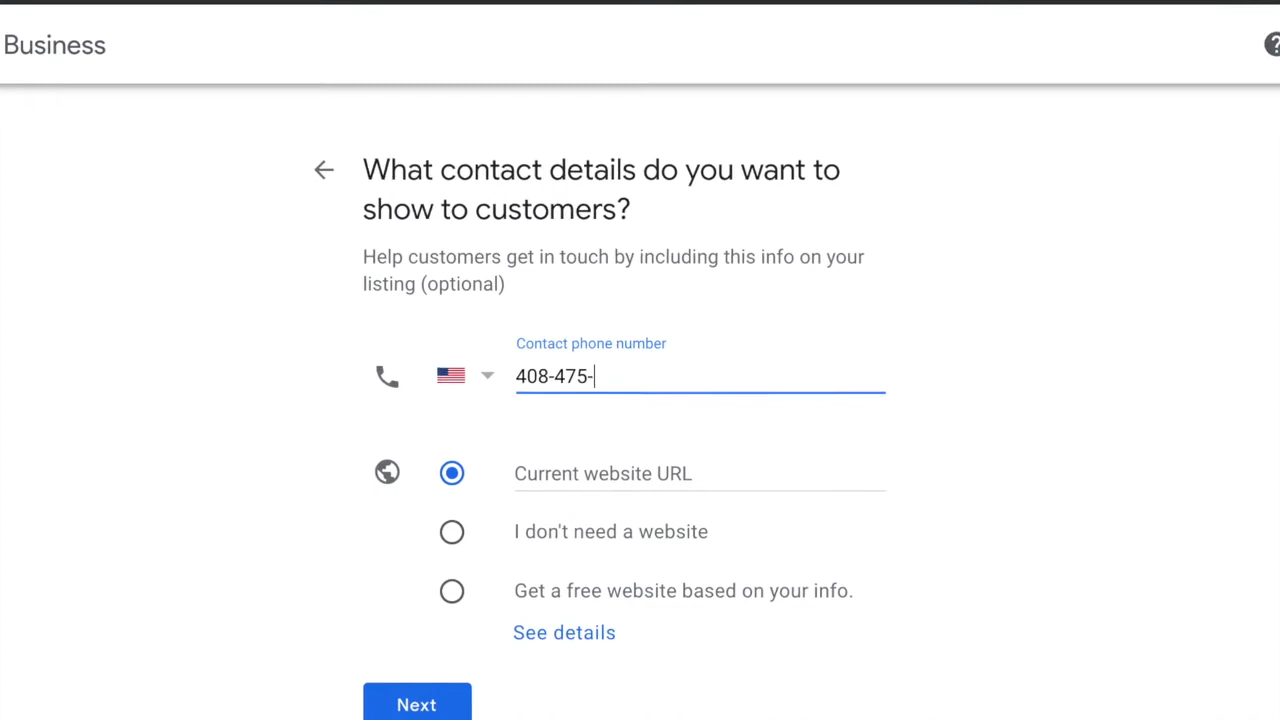 Business
?
What contact details do you want to
show to customers?
Help customers get in touch by including this info on your
listing (optional)
Contact phone number
408-475-
Current website URL
I don't need a website
Get a free website based on your info.
See details
Next